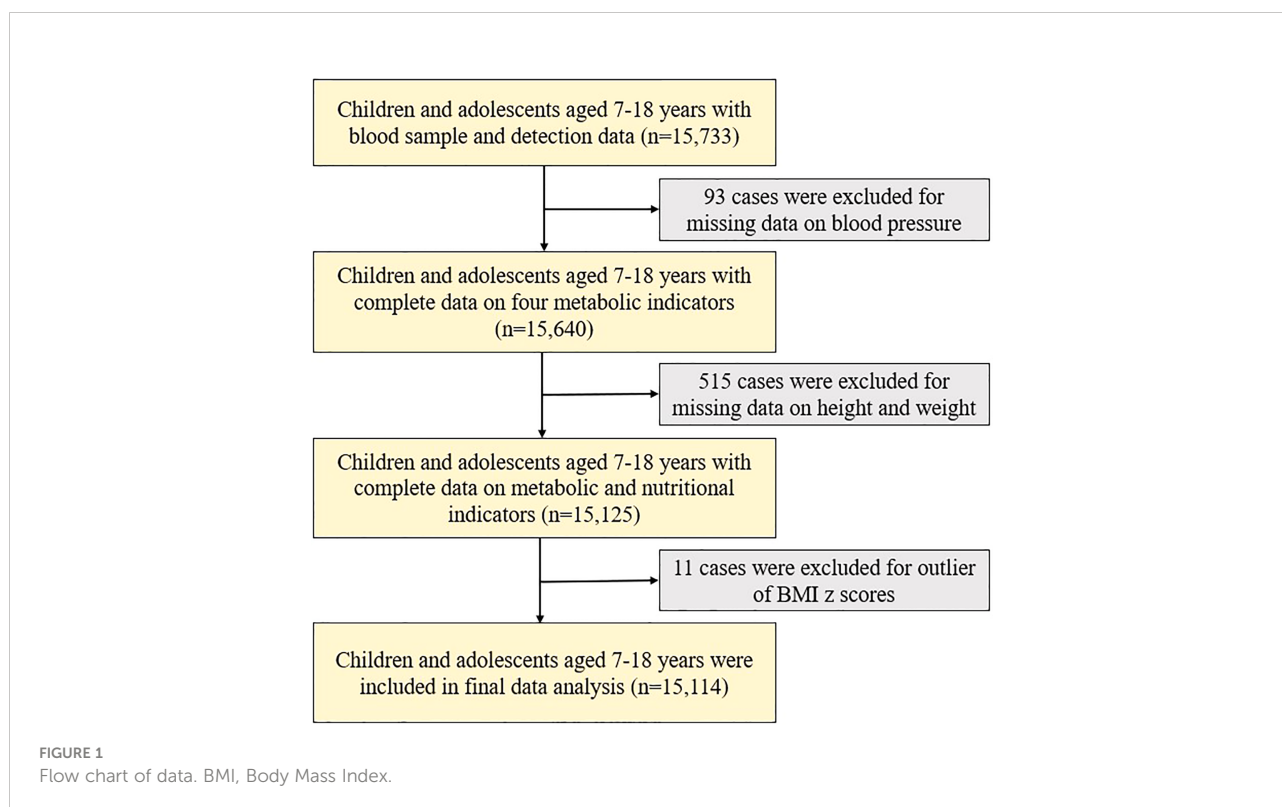 Children and adolescents aged 7-18 years with
blood sample and detection data (n=15,733)
93 cases were excluded for
missing data on blood pressure
Children and adolescents aged 7-18 years with
complete data on four metabolic indicators
(n=15,640)
515 cases were excluded for
missing data on height and weight
Children and adolescents aged 7-18 years with
complete data on metabolic and nutritional
indicators (n=15,125)
11 cases were excluded for outlier
of BMI z scores
Children and adolescents aged 7-18 years were
included in final data analysis (n=15,114)
FIGURE 1
Flow chart of data. BMI, Body Mass Index.